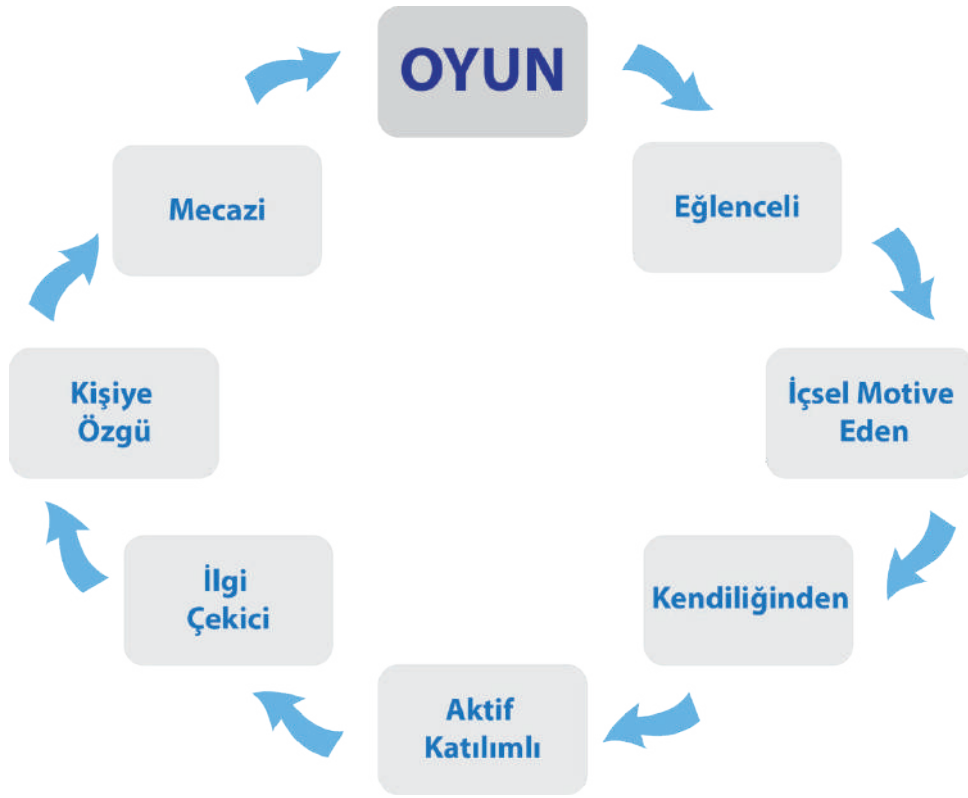 OYUN
Eğlenceli
İçsel Motive
Eden
Kendiliğinden
Aktif
Katılımlı
İlgi
Çekici
Kişiye
Özgü
Mecazi